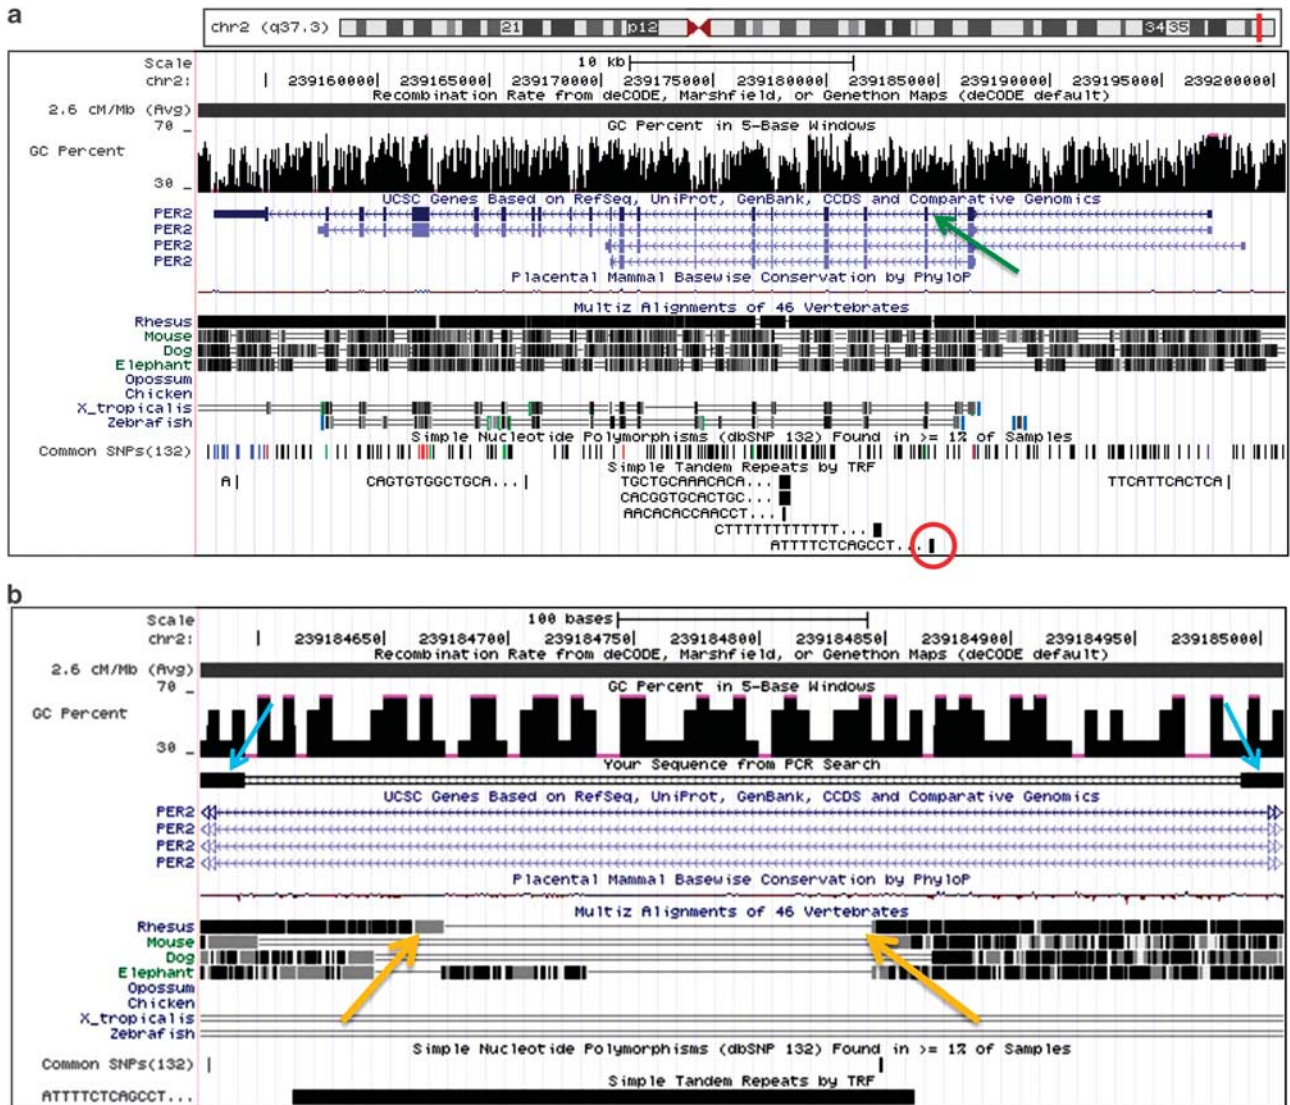 a
chr2 (q37.3) 21 p12 34 35
Scale 10 kb
chr2: 239160000 239165000 239170000 239175000 239180000 239185000 239190000 239195000 239200000
Recombination Rate from deCODE, Marshfield, or Genethon Maps (deCODE default)
2.6 cM/Mb (Avg)
GC Percent in 5-Base Windows
70 _
GC Percent
30 _
UCSC Genes Based on RefSeq, UniProt, GenBank, CCDS and Comparative Genomics
PER2
PER2
PER2
PER2
Placental Mammal Basewise Conservation by PhyloP
Multiz Alignments of 46 Vertebrates
Rhesus
Mouse
Dog
Elephant
Opossum
Chicken
X_tropicalis
Zebrafish
Simple Nucleotide Polymorphisms (dbSNP 132) Found in >= 1% of Samples
Common SNPs(132)
Simple Tandem Repeats by TRF
A CAGTGTGGCTGCA... TGCTGCAAACACA... TTCATTCACTCA
CACGGTGCACTGC...
AACACACCAACCT...
CTTTTTTTTTTTT...
ATTTTCTCAGCCT...
b
Scale 100 bases
chr2: 239184650 239184700 239184750 239184800 239184850 239184900 239184950 239185000
Recombination Rate from deCODE, Marshfield, or Genethon Maps (deCODE default)
2.6 cM/Mb (Avg)
70 _
GC Percent in 5-Base Windows
GC Percent
30 _
Your Sequence from PCR Search
UCSC Genes Based on RefSeq, UniProt, GenBank, CCDS and Comparative Genomics
PER2
PER2
PER2
PER2
Placental Mammal Basewise Conservation by PhyloP
Multiz Alignments of 46 Vertebrates
Rhesus
Mouse
Dog
Elephant
Opossum
Chicken
X_tropicalis
Zebrafish
Simple Nucleotide Polymorphisms (dbSNP 132) Found in >= 1% of Samples
Common SNPs(132)
Simple Tandem Repeats by TRF
ATTTTCTCAGCCT...